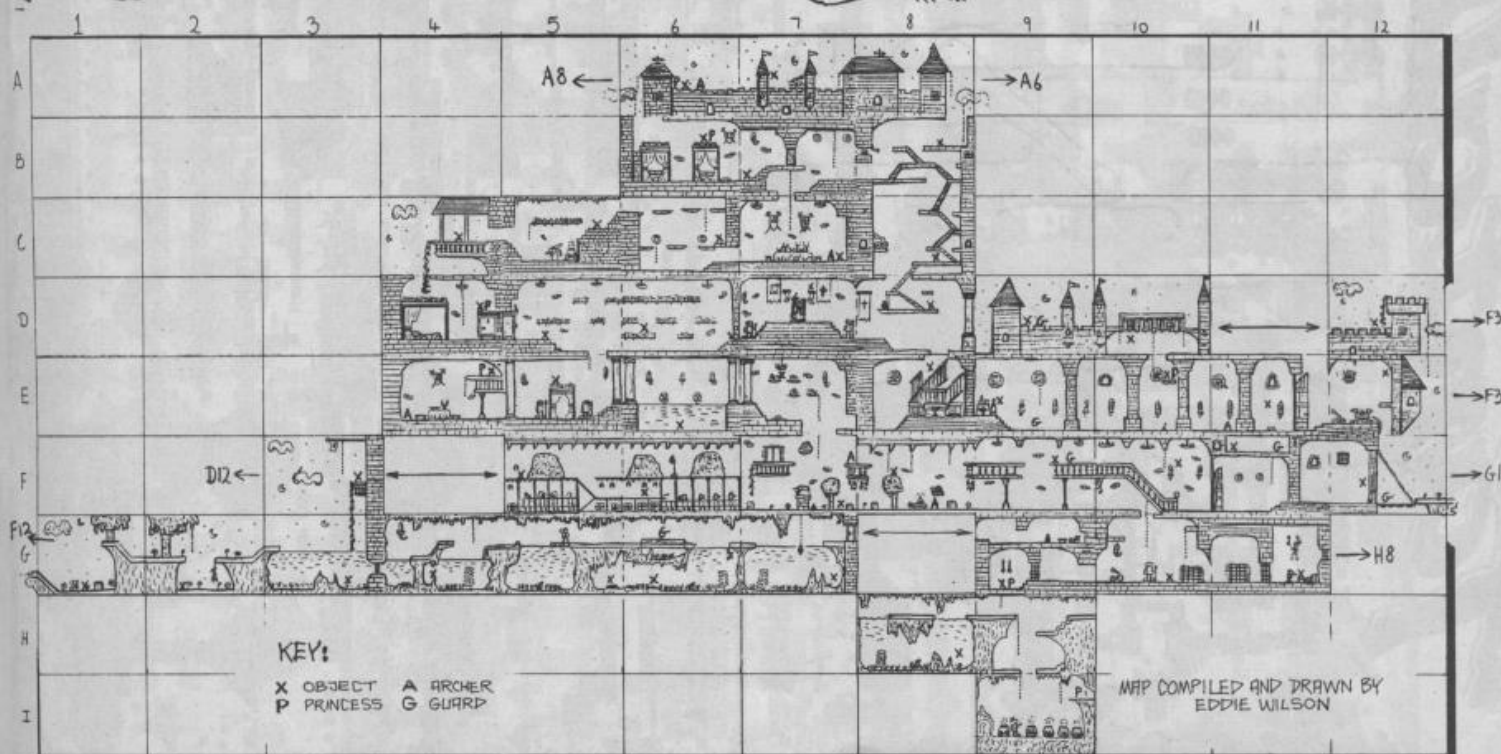 1 2 3 4 5 6 7 8 9 10 11 12
A
A8
A6
X A
X
B
X P
X
X
C
X
X
X
A X
X
D
X P
X
X
X G
X
X
F3
E
P X
A
X
X
X
X
G
X P
X
X
F3
F
D12
X
X
X
A
X
X G
X
X
G
X
G
G1
F12
G
X
X
G
X
X
X
X P
X
P X
H8
H
X
I
P
KEY:
X OBJECT A ARCHER
P PRINCESS G GUARD
MAP COMPILED AND DRAWN BY
EDDIE WILSON